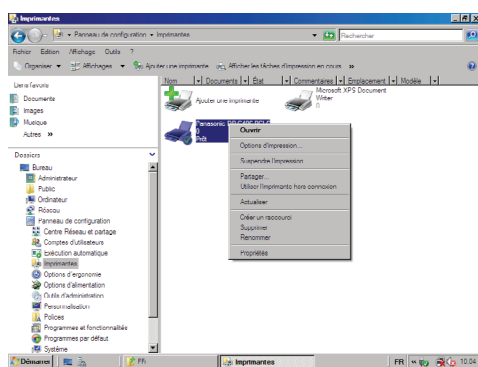 Imprimantes
Panneau de configuration Imprimantes
Rechercher
Fichier Edition Affichage Outils ?
Organiser Affichages Ajouter une imprimante Afficher les tâches d'impression en cours »
Liens favoris
Documents
Images
Musique
Autres »
Dossiers
Bureau
Administrateur
Public
Ordinateur
Réseau
Panneau de configuration
Centre Réseau et partage
Comptes d'utilisateurs
Exécution automatique
Imprimantes
Options d'ergonomie
Options d'alimentation
Outils d'administration
Personnalisation
Polices
Programmes et fonctionnalités
Programmes par défaut
Système
Nom Documents État Commentaires Emplacement Modèle
Ajouter une imprimante
Microsoft XPS Document
Writer
0
Panasonic
0
Prêt
Ouvrir
Options d'impression...
Suspendre l'impression
Partager...
Utiliser l'imprimante hors connexion
Actualiser
Créer un raccourci
Supprimer
Renommer
Propriétés
Démarrer
Imprimantes
FR «
10:04